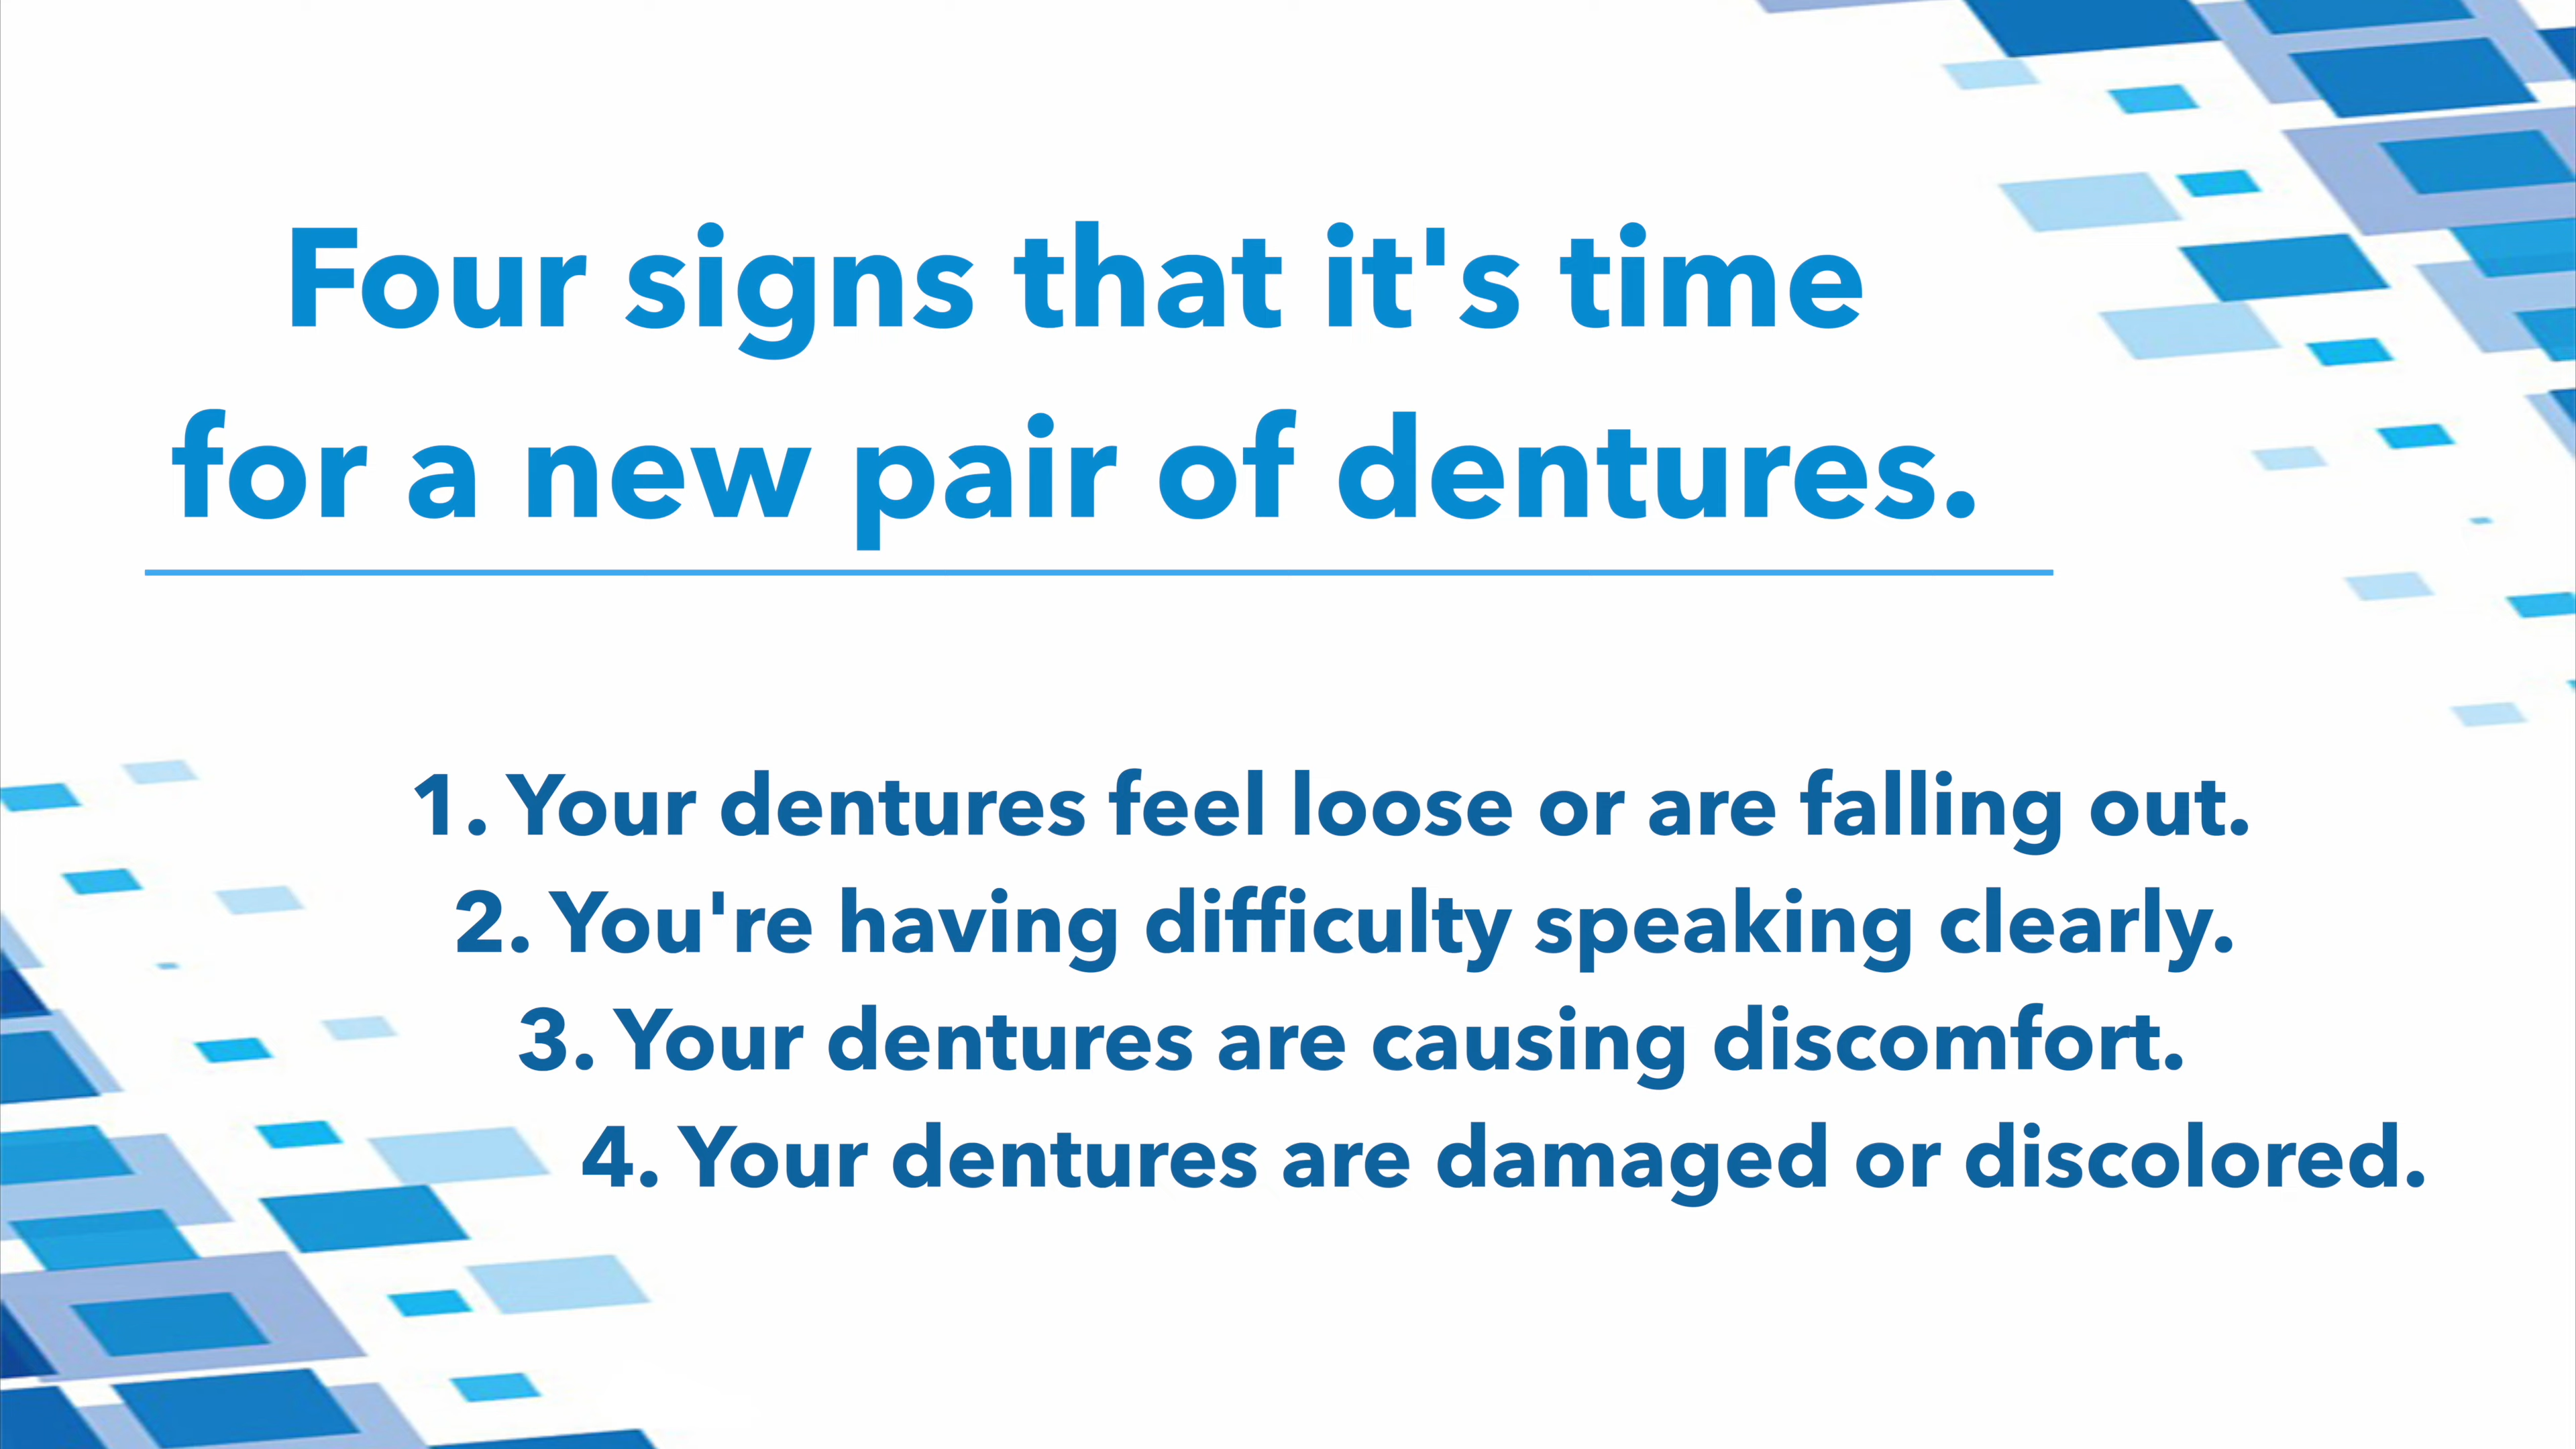 Four signs that it's time
for a new pair of dentures.
1. Your dentures feel loose or are falling out.
2. You're having difficulty speaking clearly.
3. Your dentures are causing discomfort.
4. Your dentures are damaged or discolored.